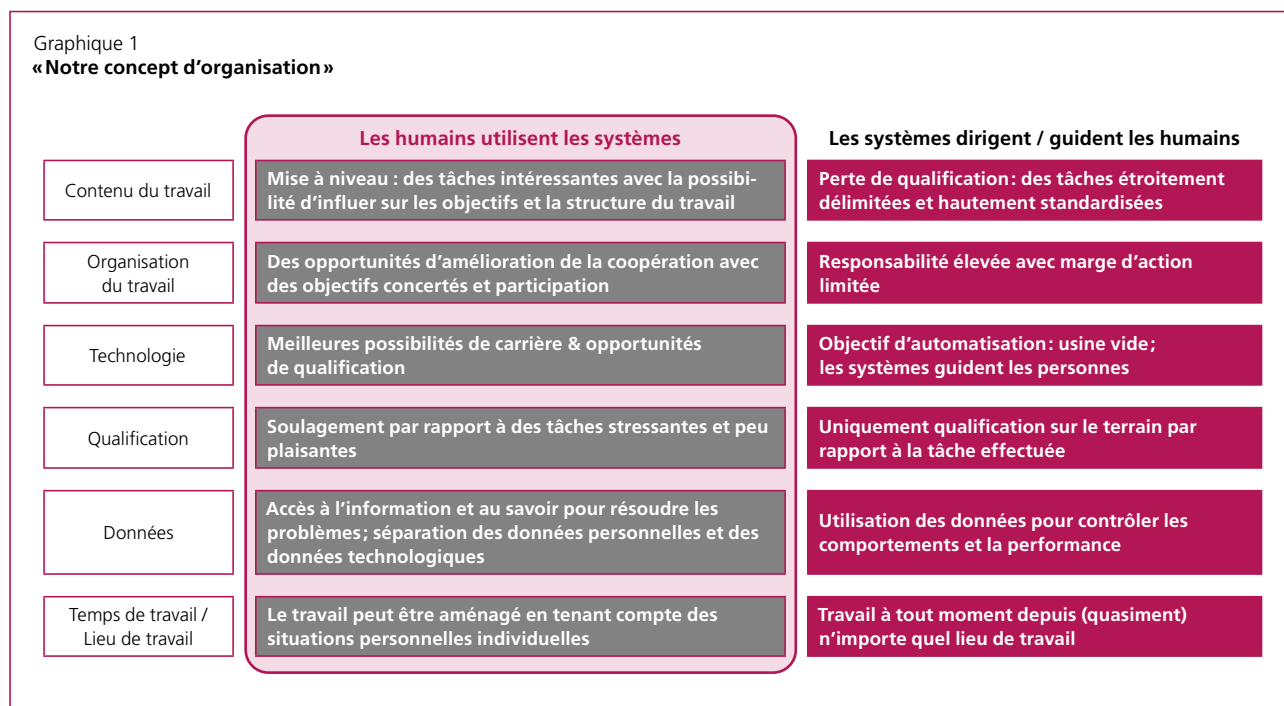 Graphique 1
«Notre concept d’organisation»
Les humains utilisent les systèmes
Les systèmes dirigent / guident les humains
Contenu du travail
Mise à niveau : des tâches intéressantes avec la possibi-
lité d’influer sur les objectifs et la structure du travail
Perte de qualification : des tâches étroitement
délimitées et hautement standardisées
Organisation
du travail
Des opportunités d’amélioration de la coopération avec
des objectifs concertés et participation
Responsabilité élevée avec marge d’action
limitée
Technologie
Meilleures possibilités de carrière & opportunités
de qualification
Objectif d’automatisation : usine vide ;
les systèmes guident les personnes
Qualification
Soulagement par rapport à des tâches stressantes et peu
plaisantes
Uniquement qualification sur le terrain par
rapport à la tâche effectuée
Données
Accès à l’information et au savoir pour résoudre les
problèmes ; séparation des données personnelles et des
données technologiques
Utilisation des données pour contrôler les
comportements et la performance
Temps de travail /
Lieu de travail
Le travail peut être aménagé en tenant compte des
situations personnelles individuelles
Travail à tout moment depuis (quasiment)
n’importe quel lieu de travail